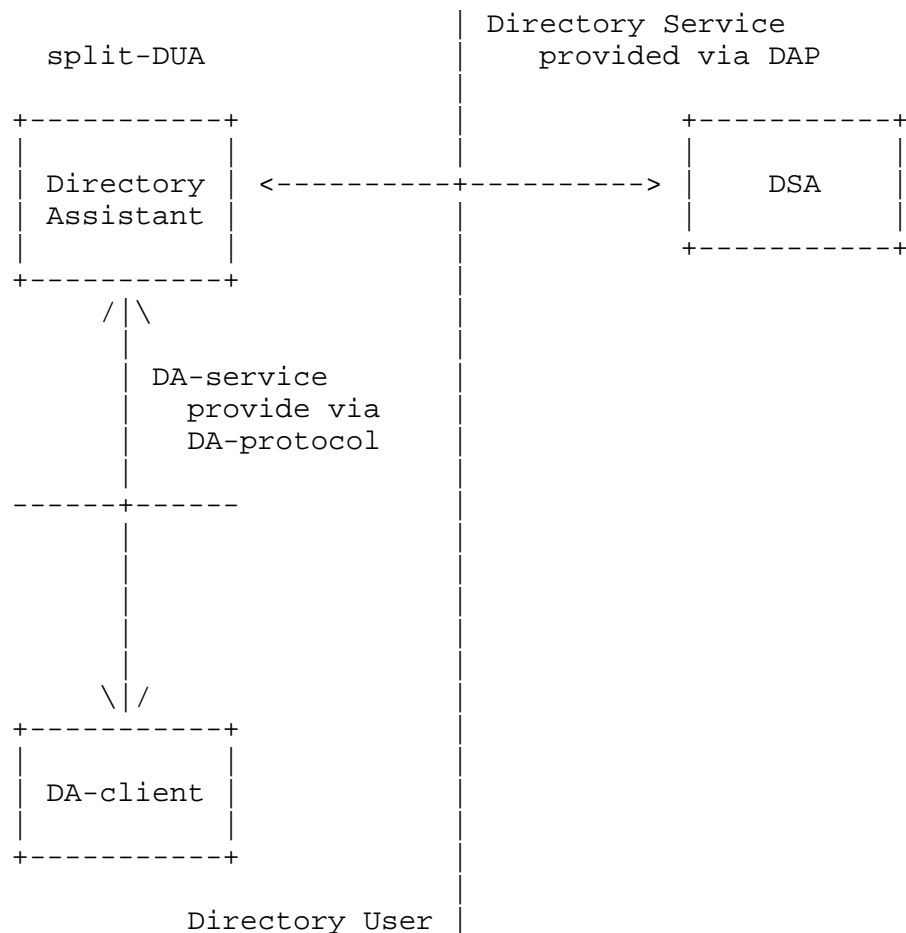 Directory Service
split-DUA provided via DAP
Directory DSA
Assistant
DA-service
provide via
DA-protocol
DA-client
Directory User